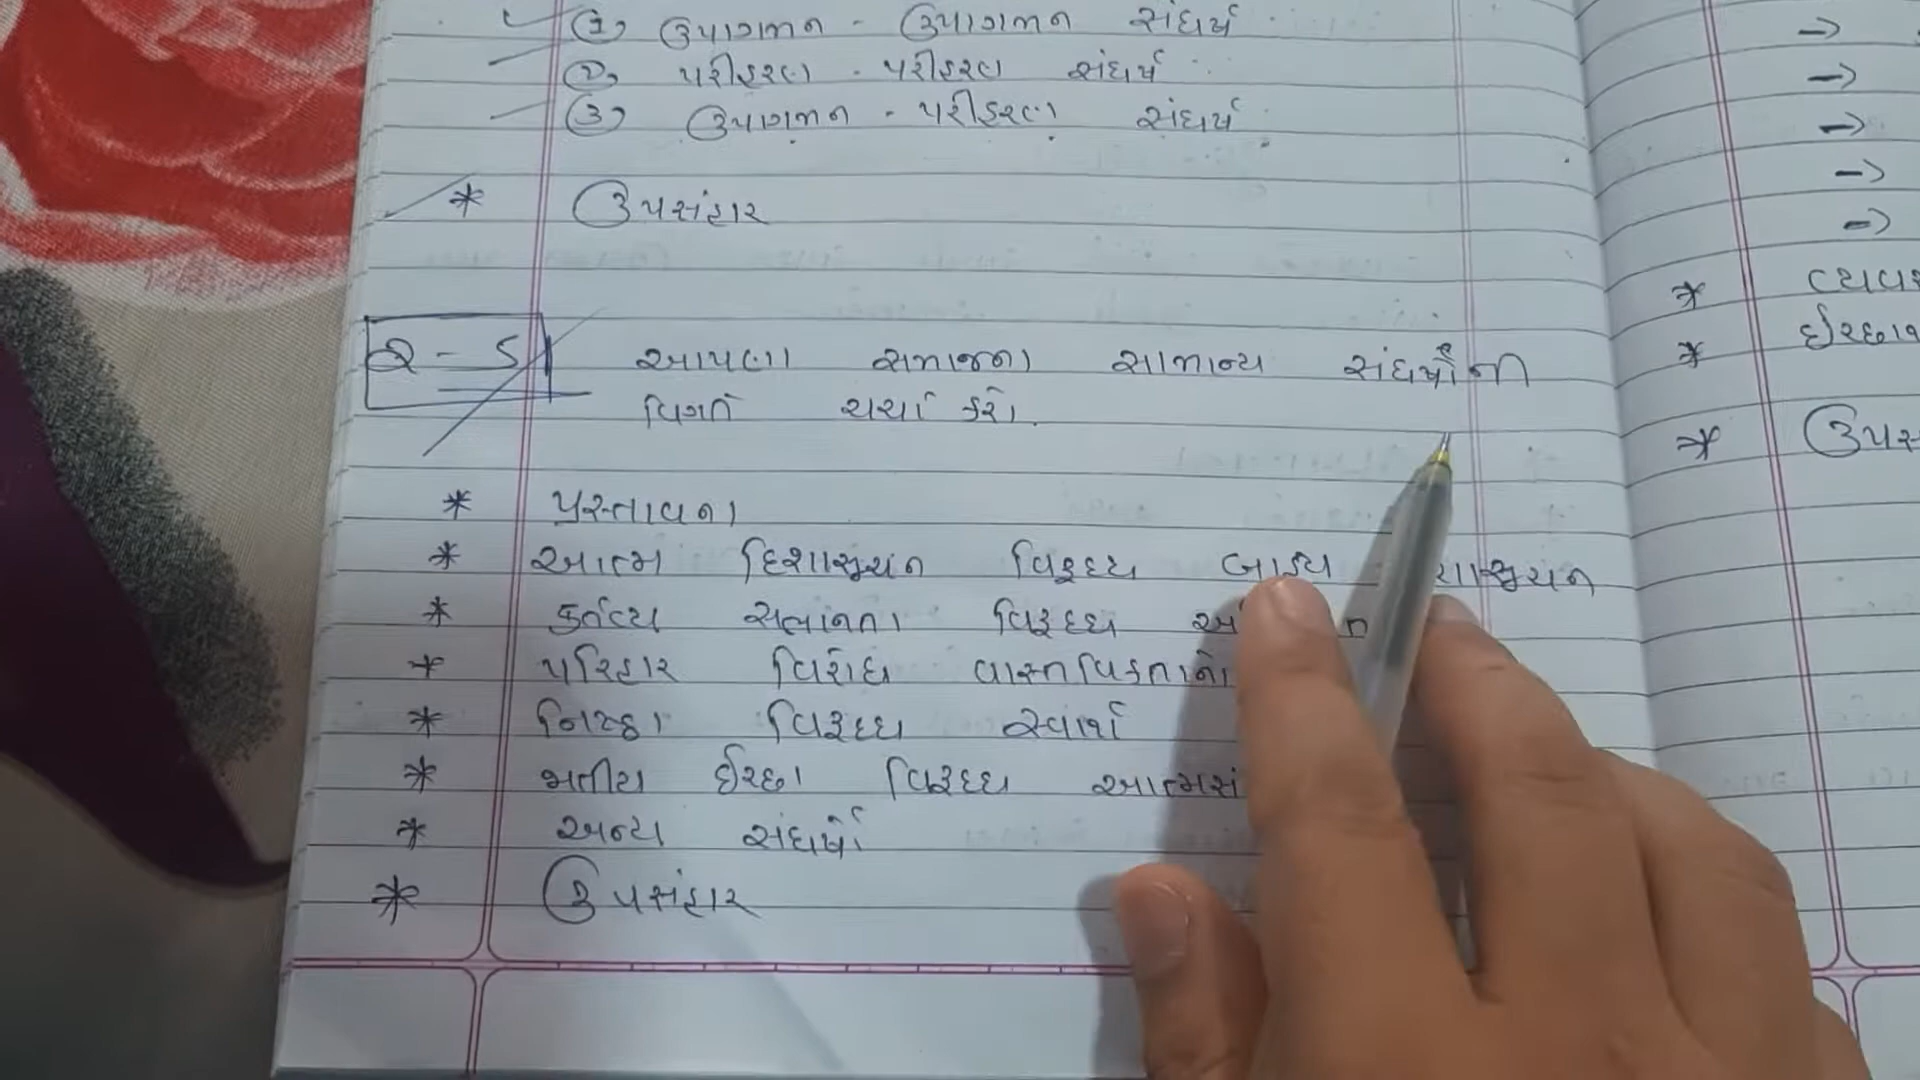 (1) ઉપાગમન - ઉપાગમન સંઘર્ષ
(2) પરીહરણ - પરીહરણ સંઘર્ષ
(3) ઉપાગમન - પરીહરણ સંઘર્ષ
* ઉપસંહાર
Q - 5 આપણા સમાજના સામાન્ય સંઘર્ષોની
વિગતે ચર્ચા કરો.
* પ્રસ્તાવના
* આત્મ દિશાસૂચન વિરૂધ્ધ બાહ્ય
* કર્તવ્ય સભાનતા વિરૂધ્ધ
* પરિહાર વિરોધ વાસ્તવિકતાનો
* નિષ્ઠા વિરૂધ્ધ સ્વાર્થ
* જાતીય ઈચ્છા વિરૂધ્ધ
* અન્ય સંઘર્ષો
* ઉપસંહાર